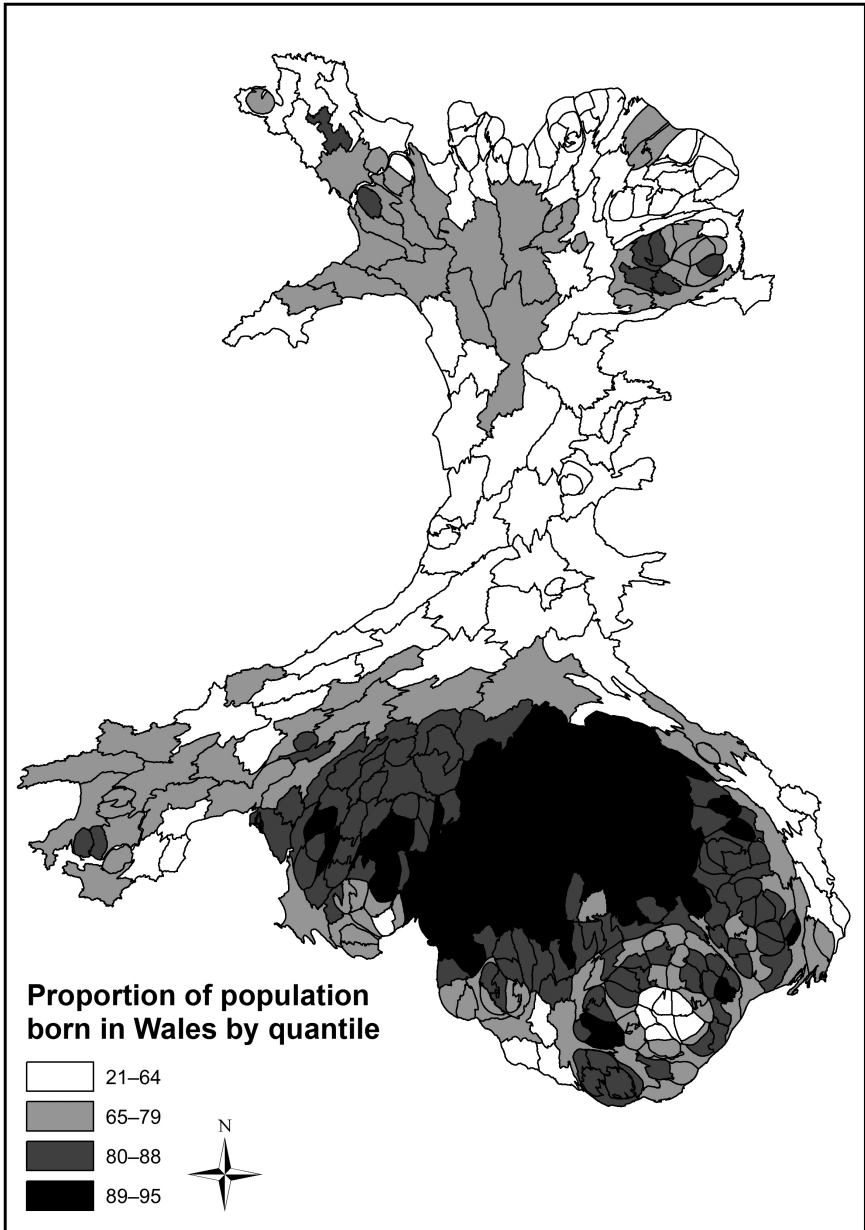 Proportion of population
born in Wales by quantile
21–64
65–79
80–88
89–95
N